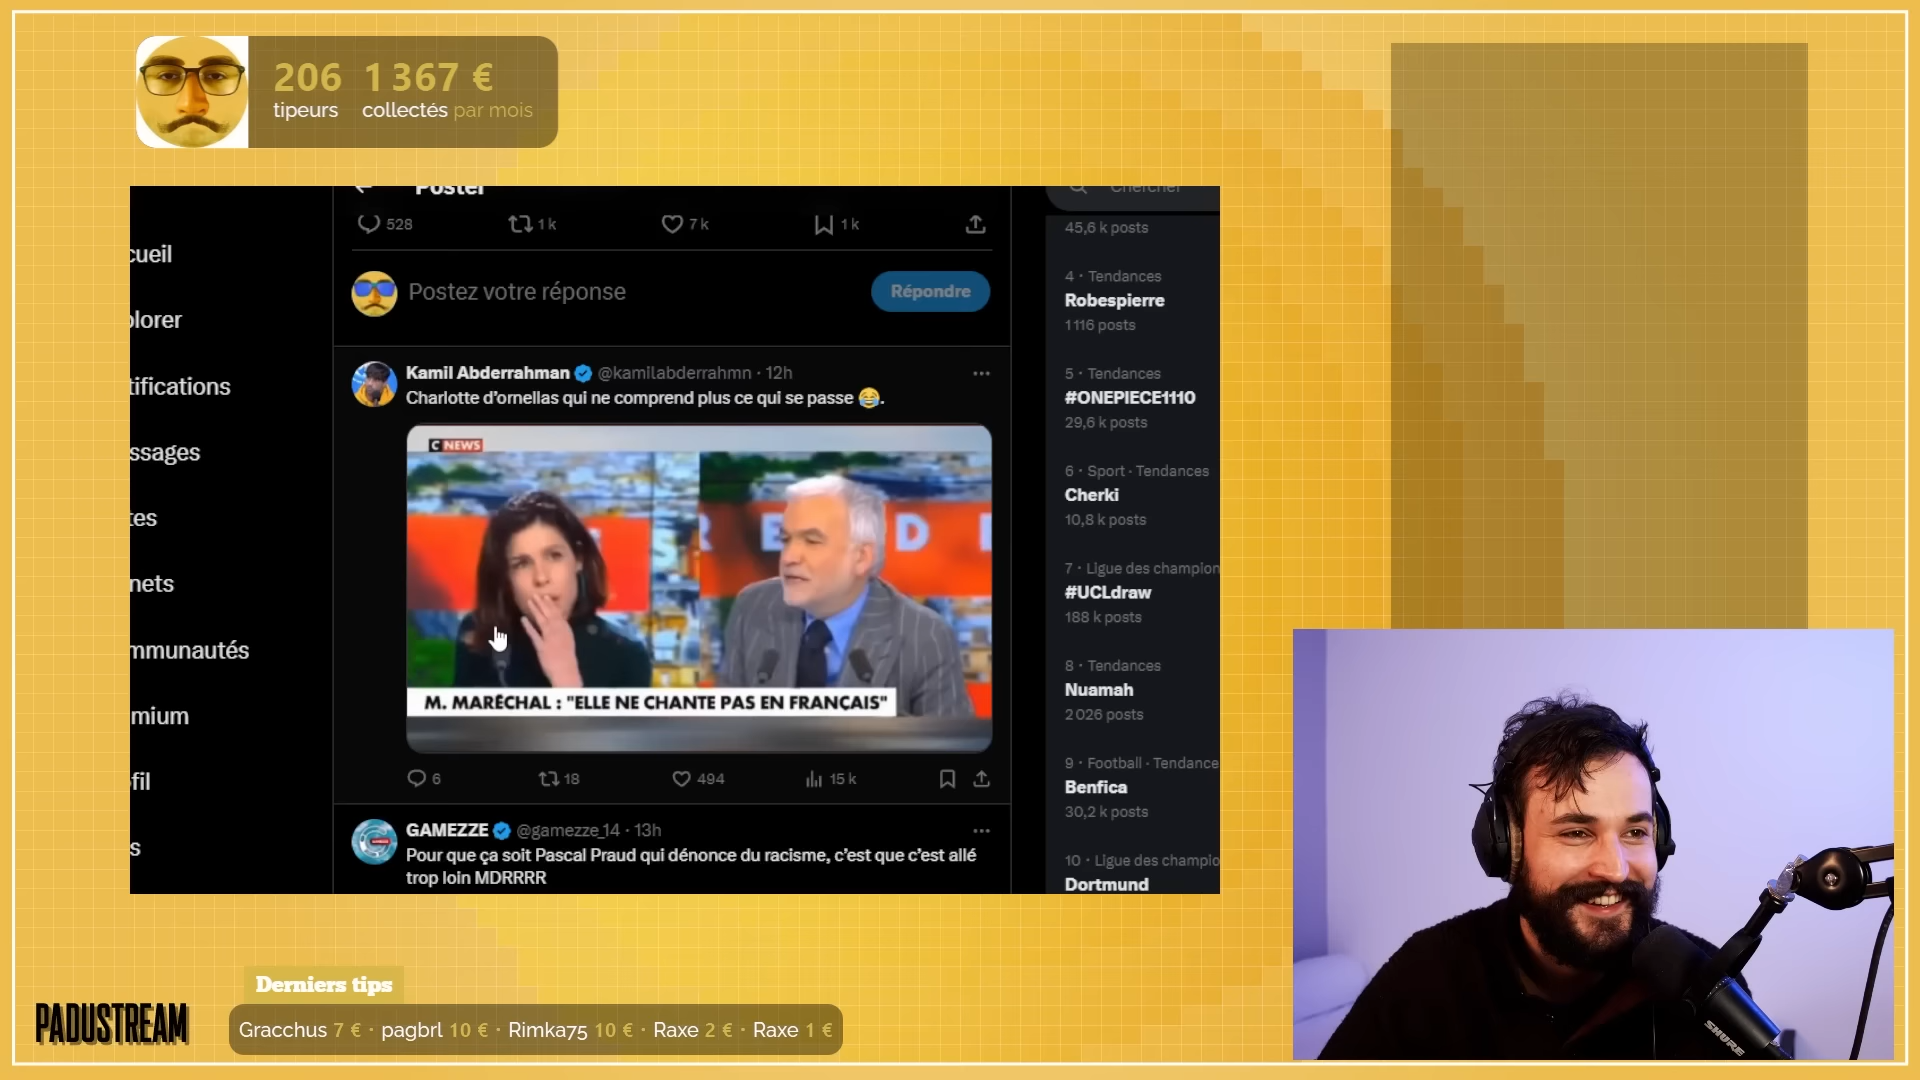 206 1 367 €
tipeurs collectés par mois
Poster
Chercher
528 1 k 7 k 1 k
Postez votre réponse
Répondre
Kamil Abderrahman @kamilabderrahmn · 12h
Charlotte d'ornellas qui ne comprend plus ce qui se passe 😂.
C NEWS
S R E N D
M. MARÉCHAL : "ELLE NE CHANTE PAS EN FRANÇAIS"
6 18 494 15 k
GAMEZZE @gamezze_14 · 13h
Pour que ça soit Pascal Praud qui dénonce du racisme, c'est que c'est allé
trop loin MDRRRR
cueil
plorer
tifications
ssages
tes
nets
mmunautés
mium
fil
s
45,6 k posts
4 · Tendances
Robespierre
1 116 posts
5 · Tendances
#ONEPIECE1110
29,6 k posts
6 · Sport · Tendances
Cherki
10,8 k posts
7 · Ligue des champion
#UCLdraw
188 k posts
8 · Tendances
Nuamah
2 026 posts
9 · Football · Tendance
Benfica
30,2 k posts
10 · Ligue des champio
Dortmund
SHURE
Derniers tips
PADUSTREAM
Gracchus 7 € · pagbrl 10 € · Rimka75 10 € · Raxe 2 € · Raxe 1 €